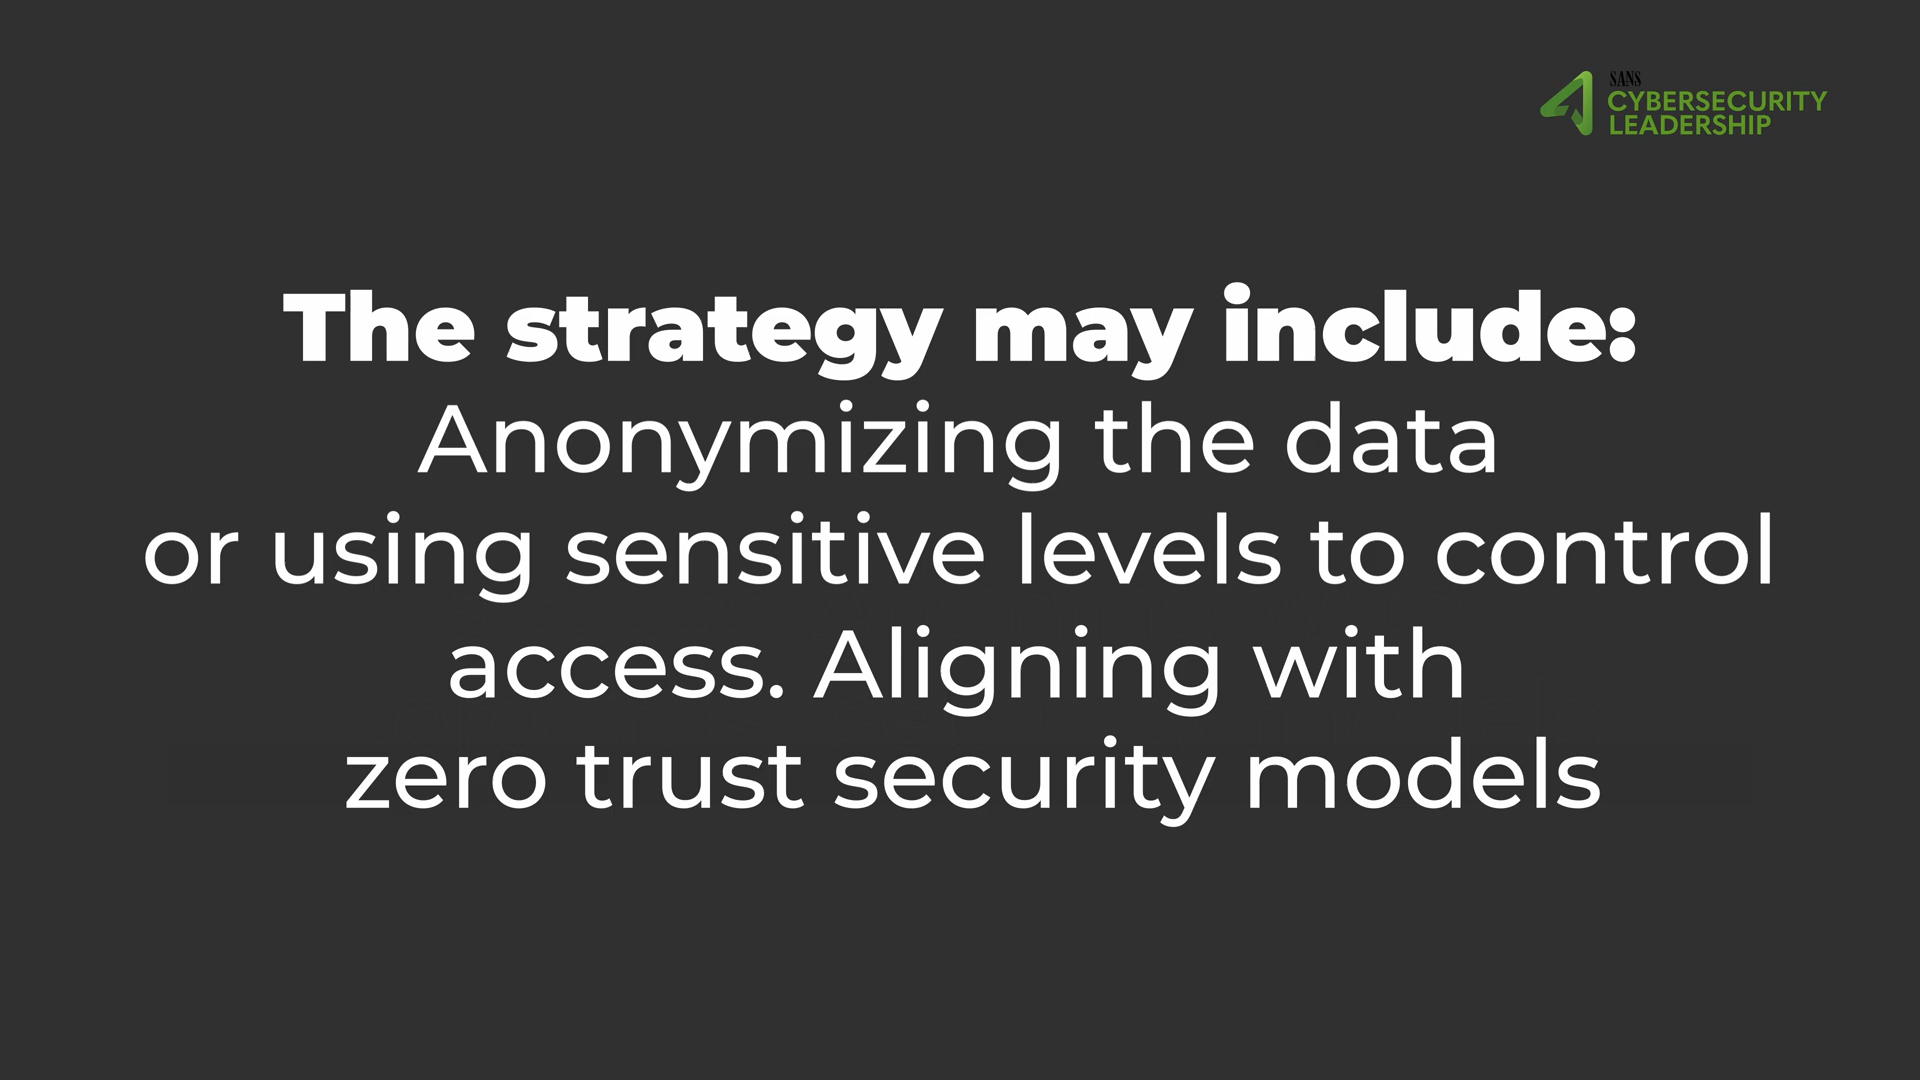 SANS
CYBERSECURITY
LEADERSHIP
The strategy may include:
Anonymizing the data
or using sensitive levels to control
access. Aligning with
zero trust security models